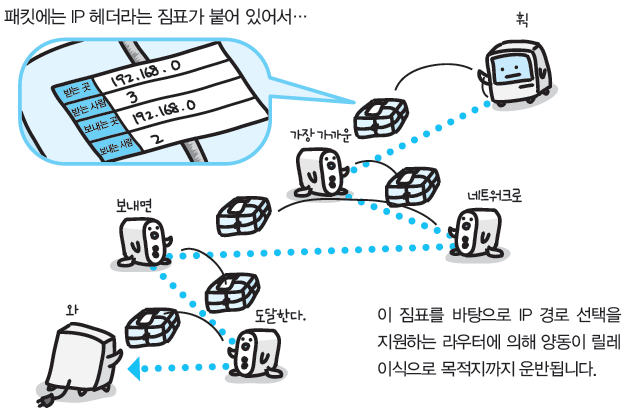 패킷에는 IP 헤더라는 짐표가 붙어 있어서…
휙
받는 곳 192.168.0
받는 사람 3
보내는 곳 192.168.0
보내는 사람 2
가장 가까운
네트워크로
보내면
와
도달한다.
이 짐표를 바탕으로 IP 경로 선택을
지원하는 라우터에 의해 양동이 릴레
이식으로 목적지까지 운반됩니다.